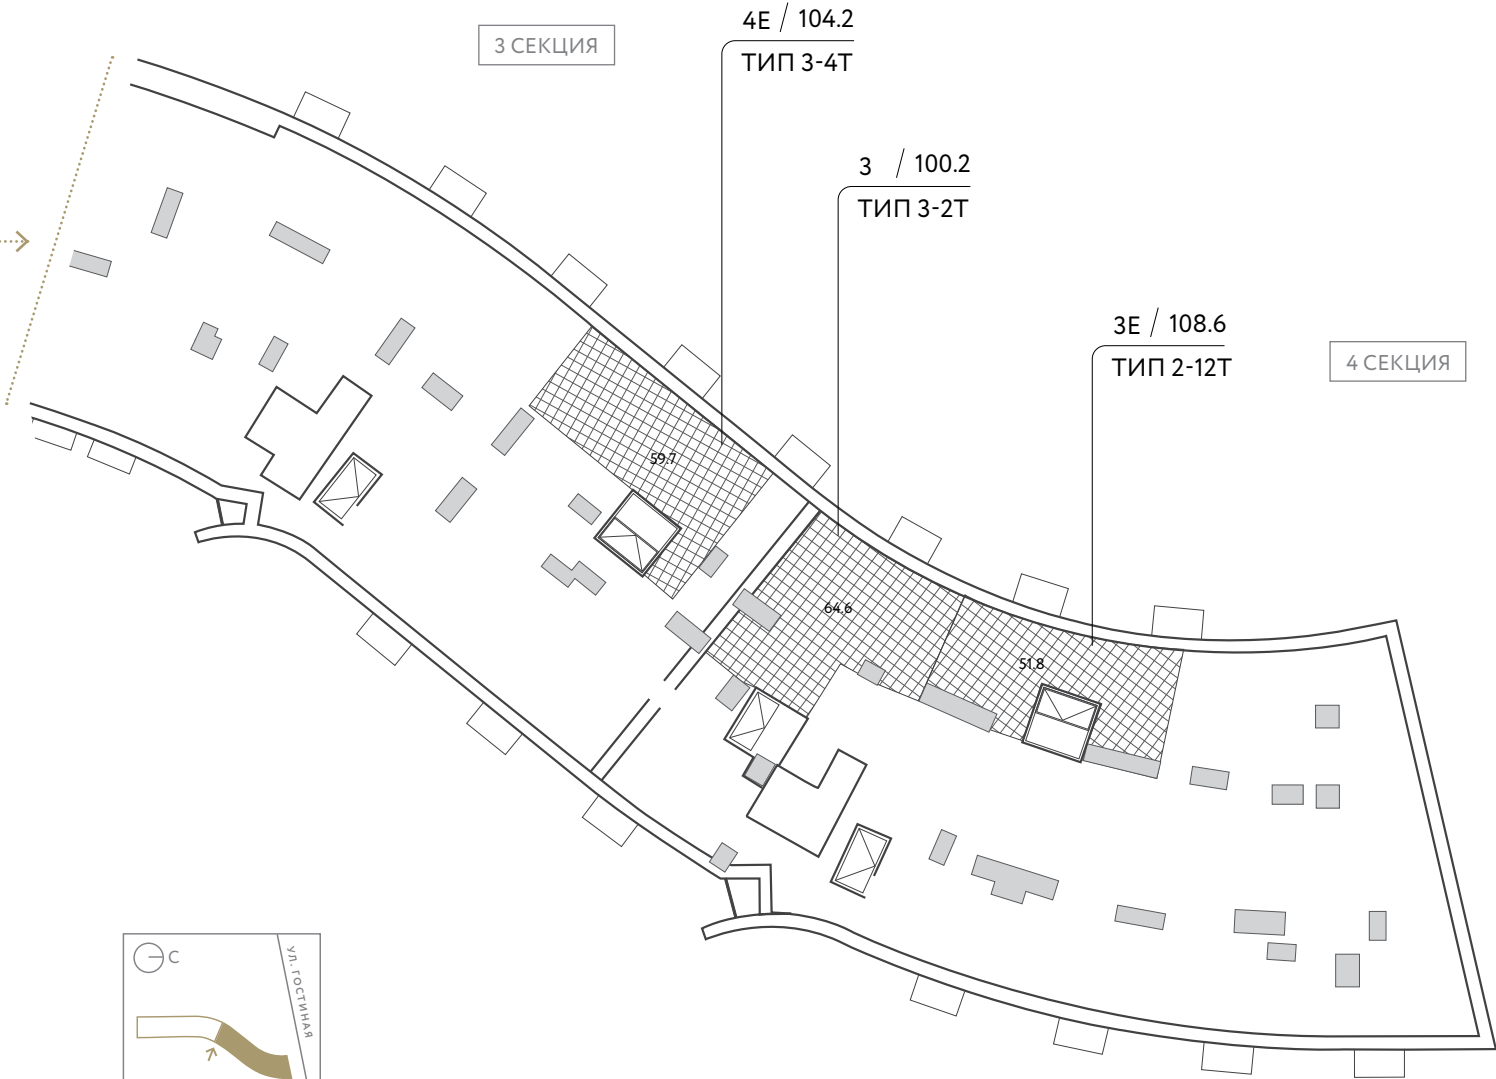 3 СЕКЦИЯ
4Е / 104.2
ТИП 3-4Т
3 / 100.2
ТИП 3-2Т
3Е / 108.6
ТИП 2-12Т
4 СЕКЦИЯ
59.7
64.6
51.8
С
УЛ. ГОСТИНАЯ